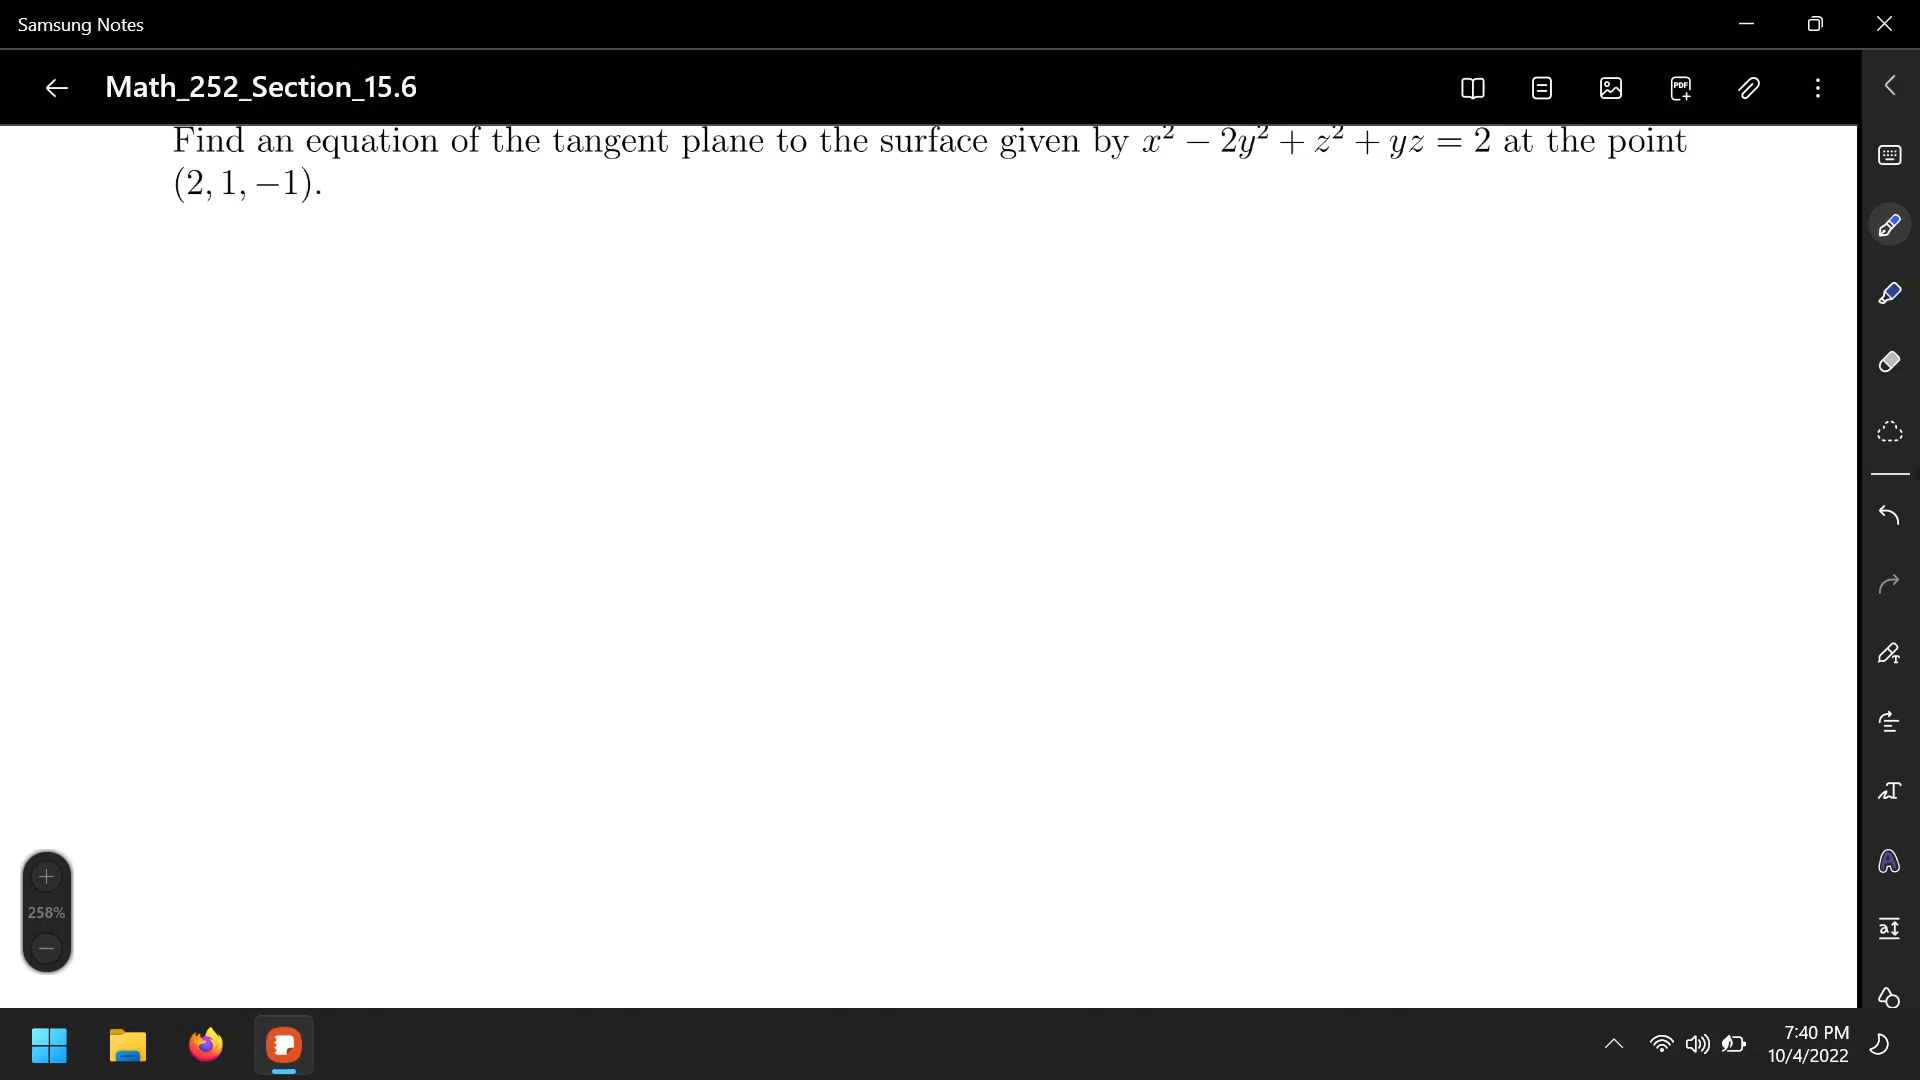 Samsung Notes
Math_252_Section_15.6
PDF
Find an equation of the tangent plane to the surface given by x² − 2y² + z² + yz = 2 at the point
(2, 1, −1).
258%
7:40 PM
10/4/2022